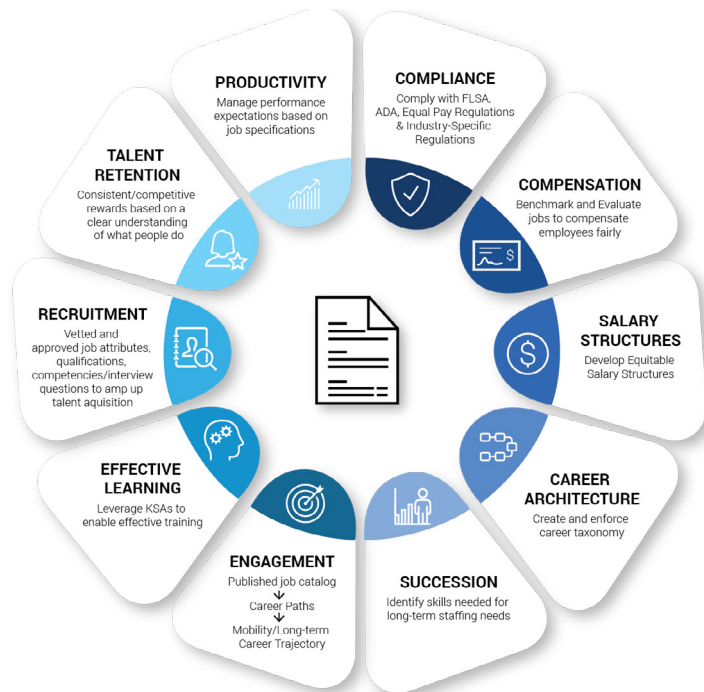 PRODUCTIVITY
Manage performance
expectations based on
job specifications
COMPLIANCE
Comply with FLSA,
ADA, Equal Pay Regulations
& Industry-Specific
Regulations
COMPENSATION
Benchmark and Evaluate
jobs to compensate
employees fairly
SALARY
STRUCTURES
Develop Equitable
Salary Structures
CAREER
ARCHITECTURE
Create and enforce
career taxonomy
SUCCESSION
Identify skills needed for
long-term staffing needs
ENGAGEMENT
Published job catalog
Career Paths
Mobility/Long-term
Career Trajectory
EFFECTIVE
LEARNING
Leverage KSAs to
enable effective training
RECRUITMENT
Vetted and
approved job attributes,
qualifications,
competencies/interview
questions to amp up
talent aquisition
TALENT
RETENTION
Consistent/competitive
rewards based on a
clear understanding
of what people do
$
$